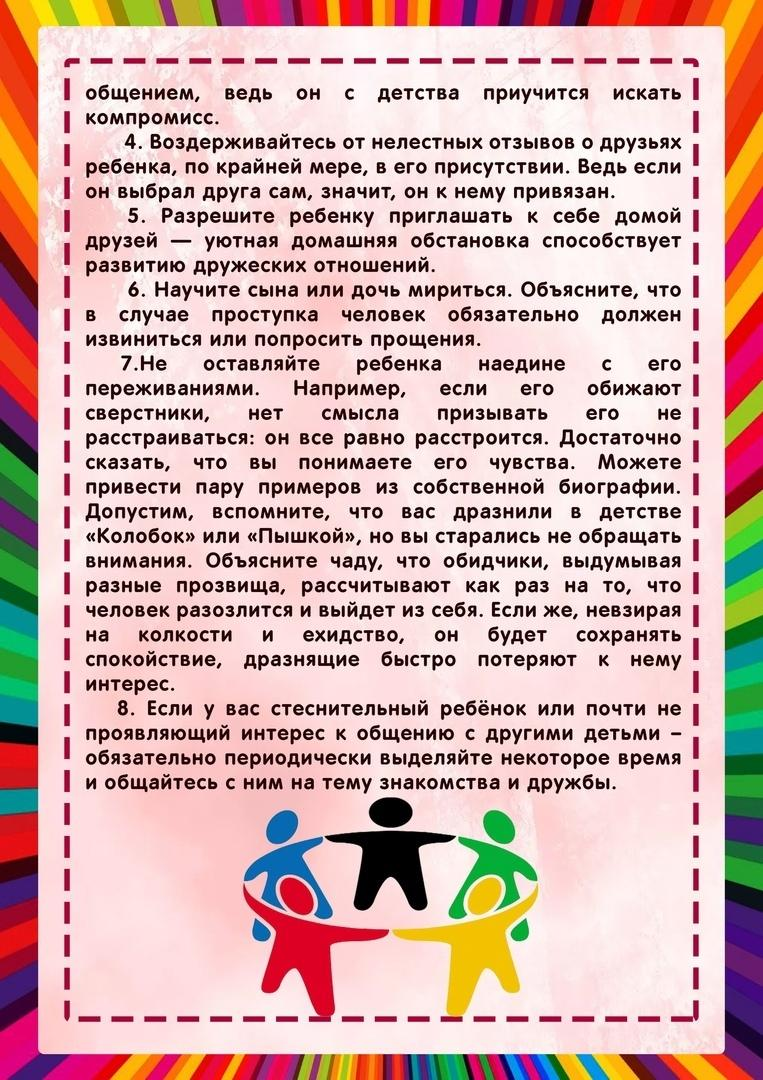 общением, ведь он с детства приучится искать
компромисс.
4. Воздерживайтесь от нелестных отзывов о друзьях
ребенка, по крайней мере, в его присутствии. Ведь если
он выбрал друга сам, значит, он к нему привязан.
5. Разрешите ребенку приглашать к себе домой
друзей — уютная домашняя обстановка способствует
развитию дружеских отношений.
6. Научите сына или дочь мириться. Объясните, что
в случае проступка человек обязательно должен
извиниться или попросить прощения.
7.Не оставляйте ребенка наедине с его
переживаниями. Например, если его обижают
сверстники, нет смысла призывать его не
расстраиваться: он все равно расстроится. Достаточно
сказать, что вы понимаете его чувства. Можете
привести пару примеров из собственной биографии.
Допустим, вспомните, что вас дразнили в детстве
«Колобок» или «Пышкой», но вы старались не обращать
внимания. Объясните чаду, что обидчики, выдумывая
разные прозвища, рассчитывают как раз на то, что
человек разозлится и выйдет из себя. Если же, невзирая
на колкости и ехидство, он будет сохранять
спокойствие, дразнящие быстро потеряют к нему
интерес.
8. Если у вас стеснительный ребёнок или почти не
проявляющий интерес к общению с другими детьми –
обязательно периодически выделяйте некоторое время
и общайтесь с ним на тему знакомства и дружбы.